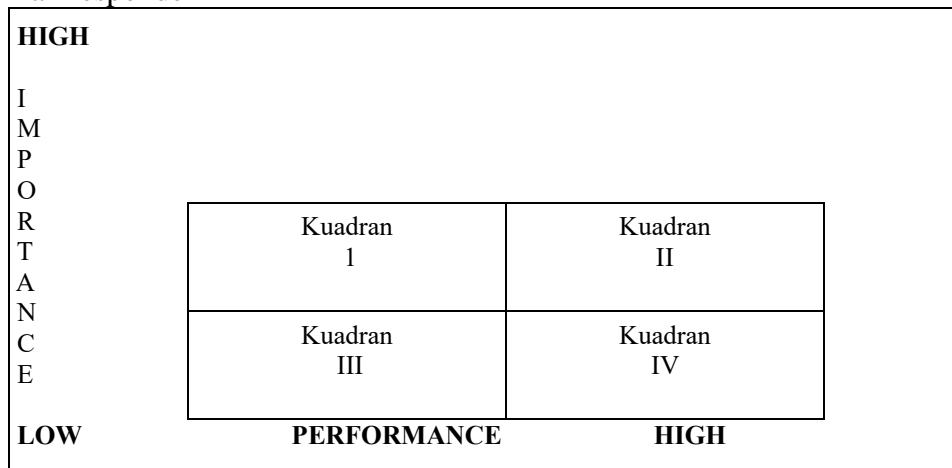 HIGH
I
M
P
O
R
T
A
N
C
E
Kuadran
1
Kuadran
II
Kuadran
III
Kuadran
IV
LOW PERFORMANCE HIGH